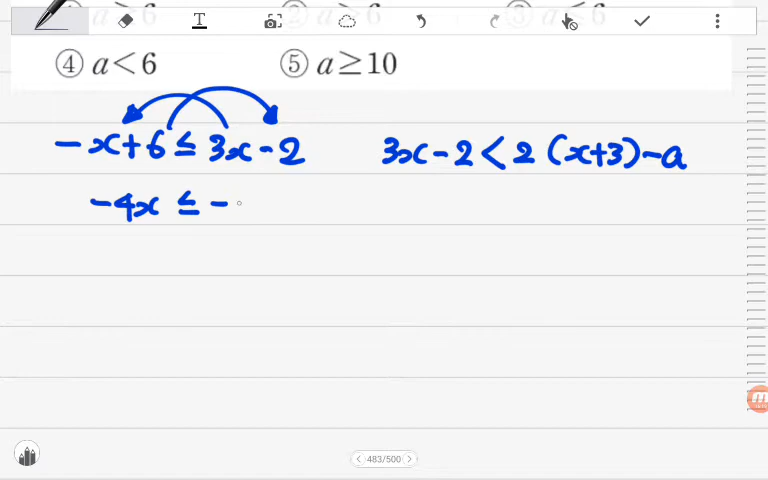 ④ a<6 ⑤ a≥10
-x+6≤3x-2 3x-2<2(x+3)-a
-4x≤-
483/500